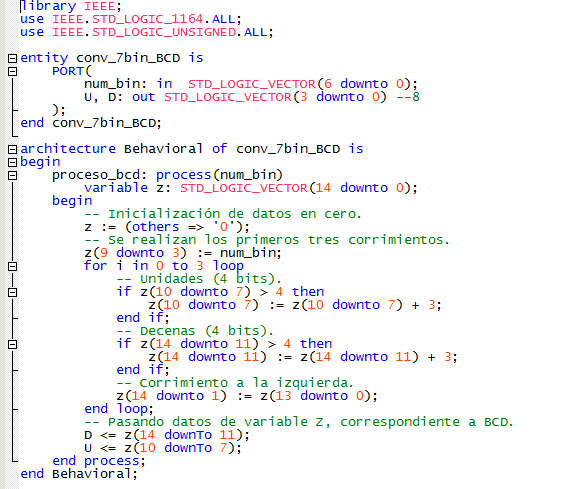 library IEEE;
use IEEE.STD_LOGIC_1164.ALL;
use IEEE.STD_LOGIC_UNSIGNED.ALL;

entity conv_7bin_BCD is
    PORT(
        num_bin: in  STD_LOGIC_VECTOR(6 downto 0);
        U, D: out STD_LOGIC_VECTOR(3 downto 0) --8
    );
end conv_7bin_BCD;

architecture Behavioral of conv_7bin_BCD is
begin
    proceso_bcd: process(num_bin)
        variable z: STD_LOGIC_VECTOR(14 downto 0);
    begin
        -- Inicialización de datos en cero.
        z := (others => '0');
        -- Se realizan los primeros tres corrimientos.
        z(9 downto 3) := num_bin;
        for i in 0 to 3 loop
            -- Unidades (4 bits).
            if z(10 downto 7) > 4 then
                z(10 downto 7) := z(10 downto 7) + 3;
            end if;
            -- Decenas (4 bits).
            if z(14 downto 11) > 4 then
                z(14 downto 11) := z(14 downto 11) + 3;
            end if;
            -- Corrimiento a la izquierda.
            z(14 downto 1) := z(13 downto 0);
        end loop;
        -- Pasando datos de variable Z, correspondiente a BCD.
        D <= z(14 downTo 11);
        U <= z(10 downTo 7);
    end process;
end Behavioral;